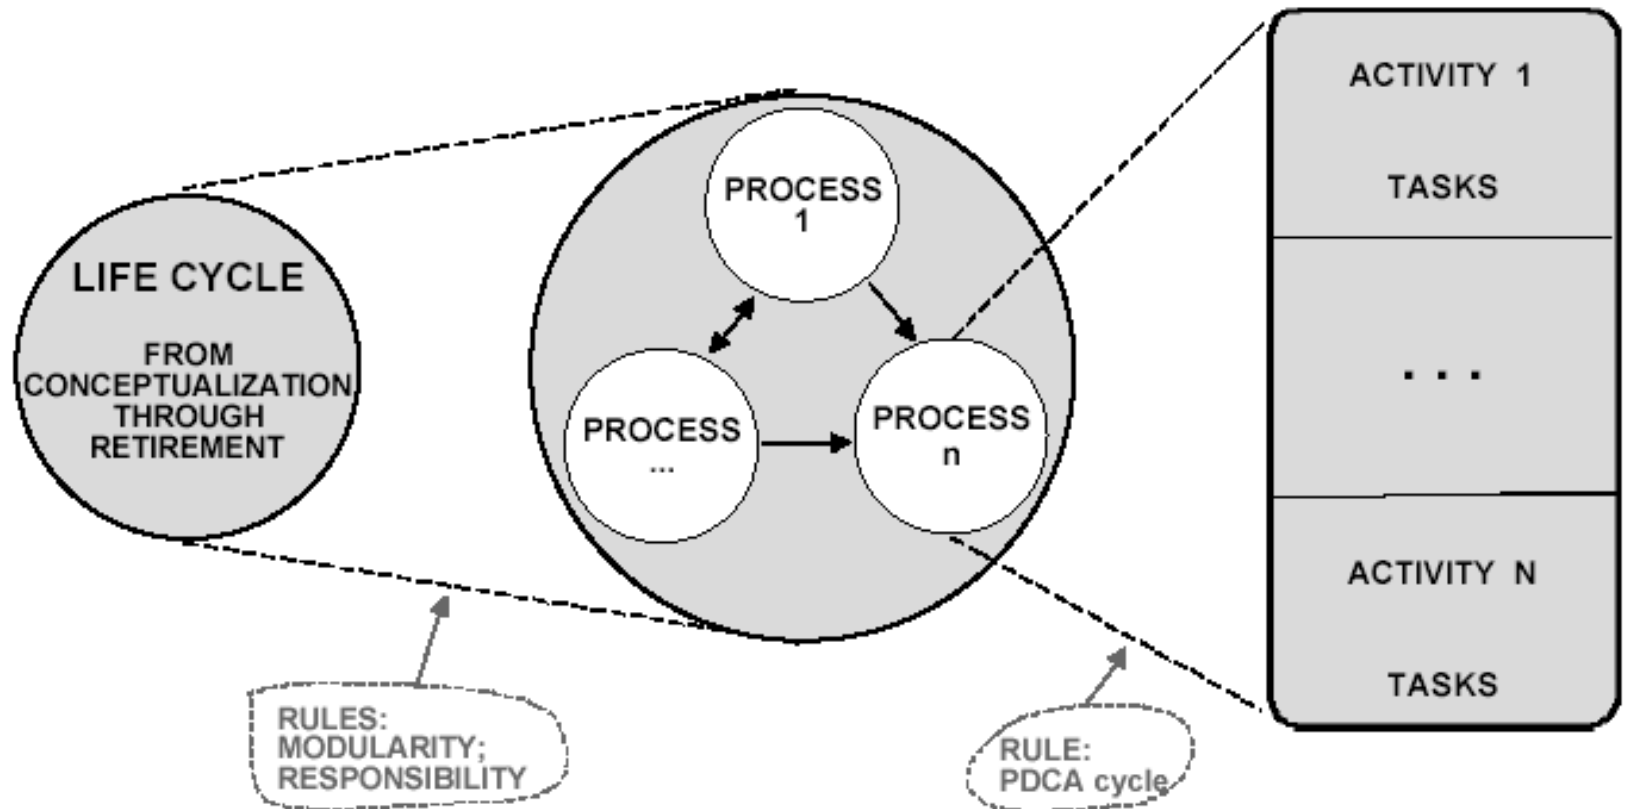 LIFE CYCLE
FROM
CONCEPTUALIZATION
THROUGH
RETIREMENT
PROCESS
1
PROCESS
...
PROCESS
n
ACTIVITY 1
TASKS
. . .
ACTIVITY N
TASKS
RULES:
MODULARITY;
RESPONSIBILITY
RULE:
PDCA cycle